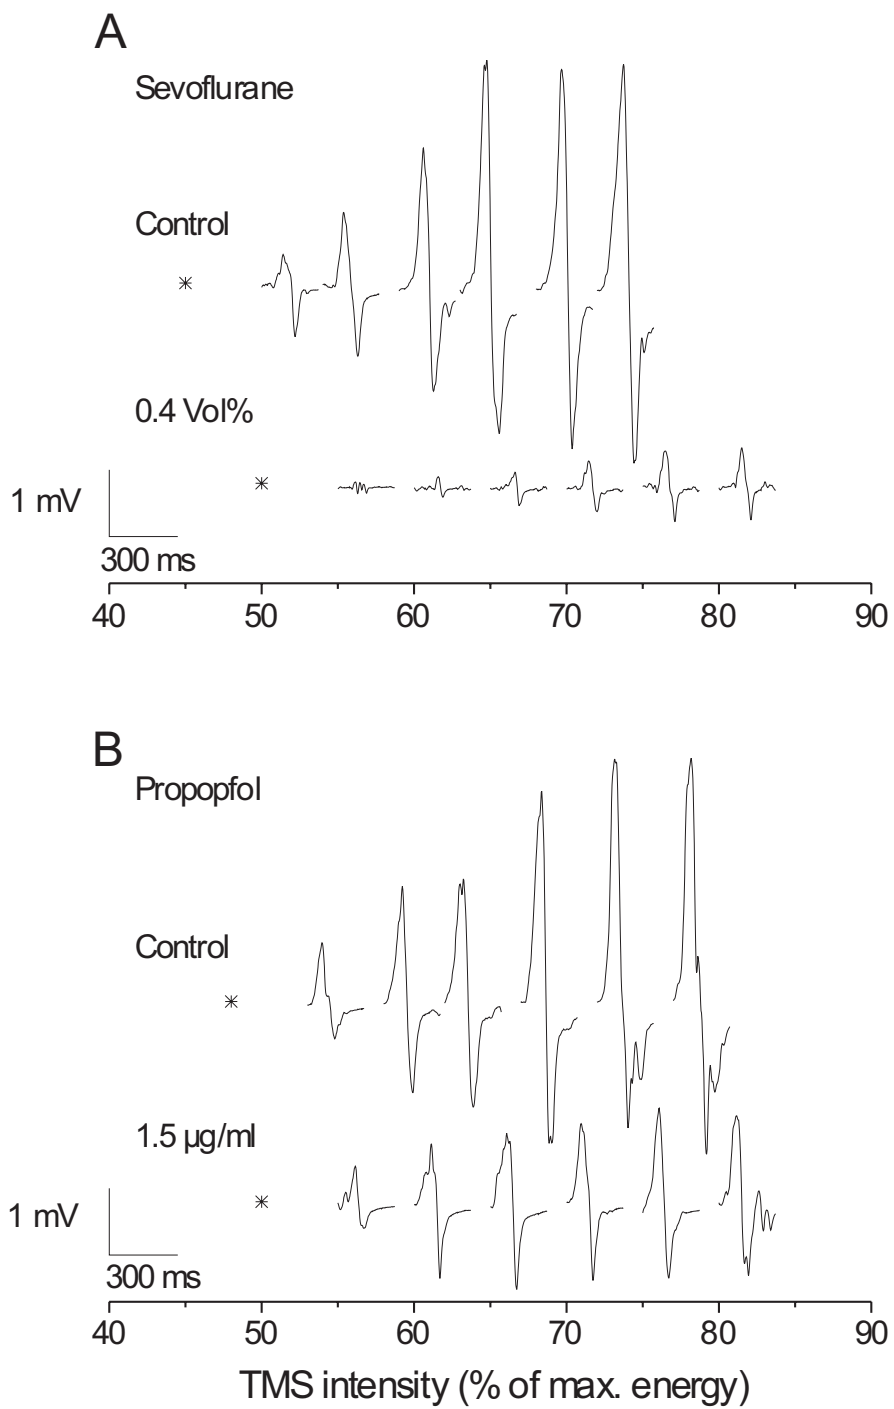 A
Sevoflurane
Control
*
0.4 Vol%
*
1 mV
300 ms
40 50 60 70 80 90
B
Propopfol
Control
*
1.5 µg/ml
*
1 mV
300 ms
40 50 60 70 80 90
TMS intensity (% of max. energy)